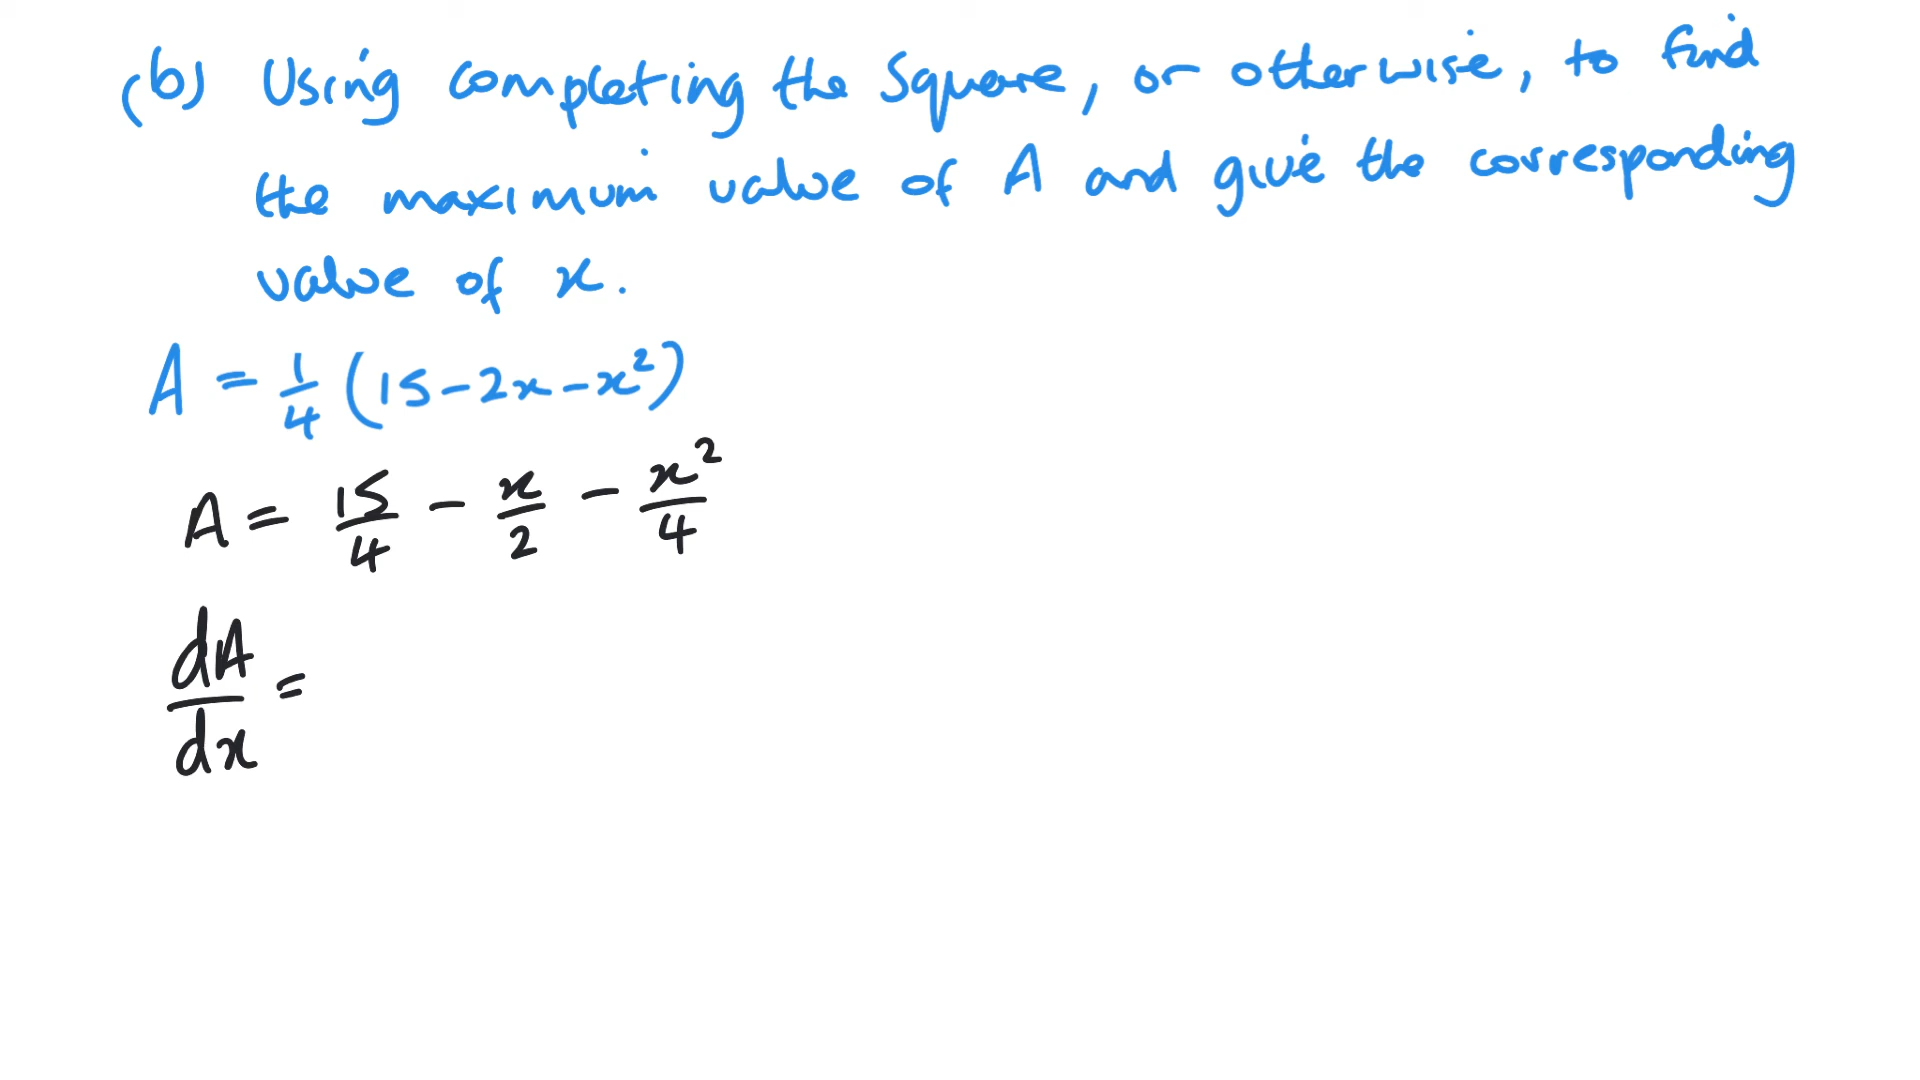 (b) Using completing the square, or otherwise, to find
the maximum value of A and give the corresponding
value of x.
A = 1/4 (15 - 2x - x²)
A = 15/4 - x/2 - x²/4
dA/dx =